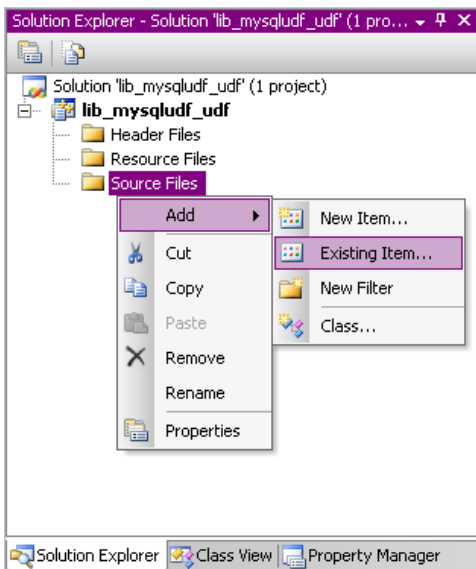 Solution Explorer - Solution 'lib_mysqludf_udf' (1 pro...
Solution 'lib_mysqludf_udf' (1 project)
lib_mysqludf_udf
Header Files
Resource Files
Source Files
Add
Cut
Copy
Paste
Remove
Rename
Properties
New Item...
Existing Item...
New Filter
Class...
Solution Explorer Class View Property Manager